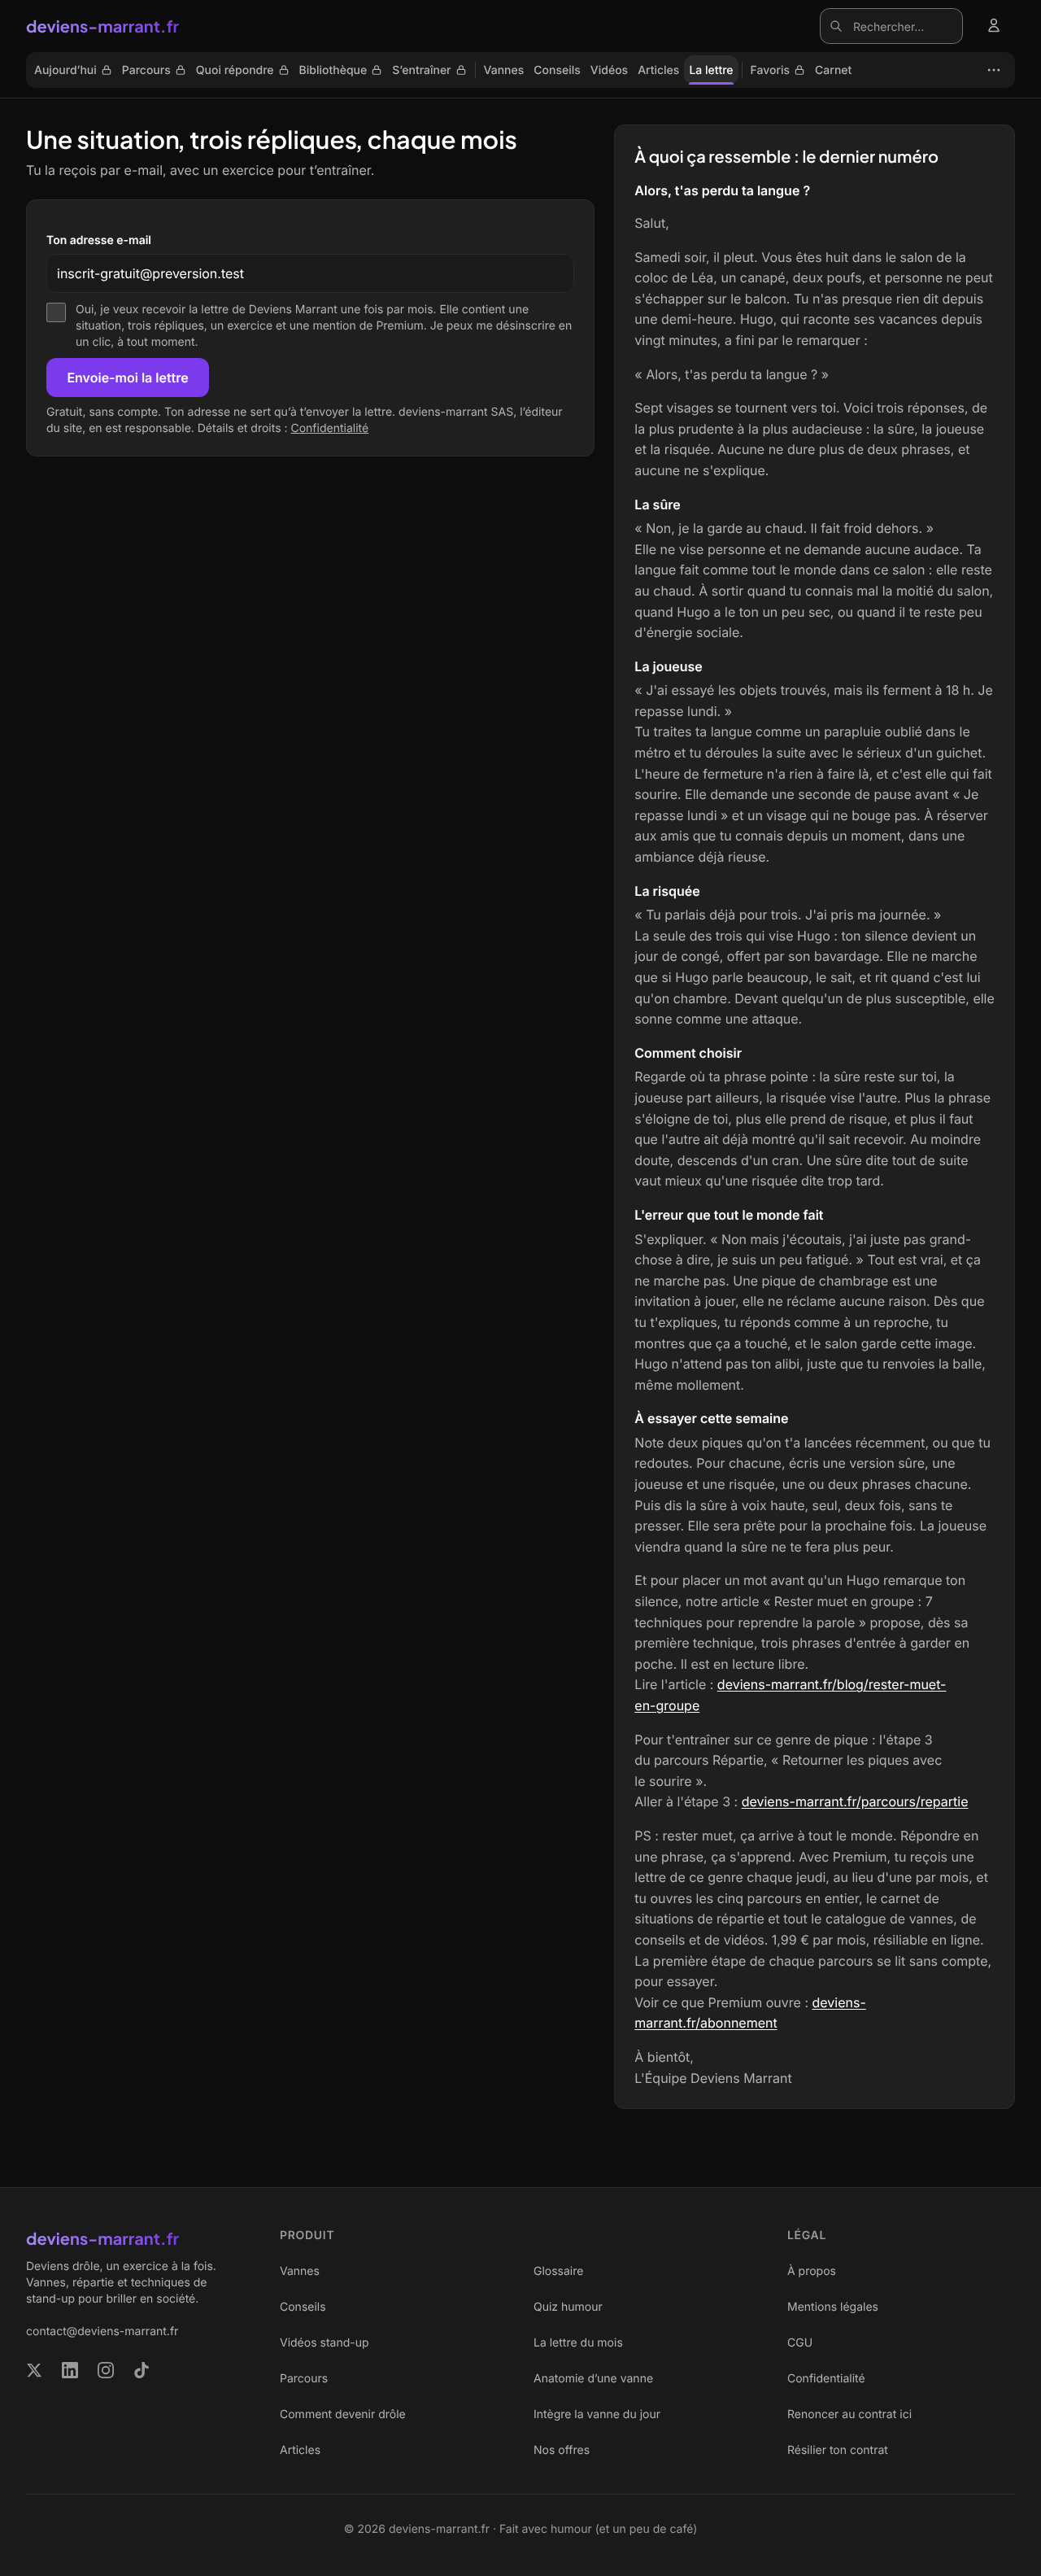 deviens-marrant.fr
Rechercher...
Aujourd'hui Parcours Quoi répondre Bibliothèque S'entraîner Vannes Conseils Vidéos Articles La lettre Favoris Carnet
Une situation, trois répliques, chaque mois
Tu la reçois par e-mail, avec un exercice pour t'entraîner.
Ton adresse e-mail
inscrit-gratuit@preversion.test
Oui, je veux recevoir la lettre de Deviens Marrant une fois par mois. Elle contient une
situation, trois répliques, un exercice et une mention de Premium. Je peux me désinscrire en
un clic, à tout moment.
Envoie-moi la lettre
Gratuit, sans compte. Ton adresse ne sert qu'à t'envoyer la lettre. deviens-marrant SAS, l'éditeur
du site, en est responsable. Détails et droits : Confidentialité
À quoi ça ressemble : le dernier numéro
Alors, t'as perdu ta langue ?
Salut,
Samedi soir, il pleut. Vous êtes huit dans le salon de la
coloc de Léa, un canapé, deux poufs, et personne ne peut
s'échapper sur le balcon. Tu n'as presque rien dit depuis
une demi-heure. Hugo, qui raconte ses vacances depuis
vingt minutes, a fini par le remarquer :
« Alors, t'as perdu ta langue ? »
Sept visages se tournent vers toi. Voici trois réponses, de
la plus prudente à la plus audacieuse : la sûre, la joueuse
et la risquée. Aucune ne dure plus de deux phrases, et
aucune ne s'explique.
La sûre
« Non, je la garde au chaud. Il fait froid dehors. »
Elle ne vise personne et ne demande aucune audace. Ta
langue fait comme tout le monde dans ce salon : elle reste
au chaud. À sortir quand tu connais mal la moitié du salon,
quand Hugo a le ton un peu sec, ou quand il te reste peu
d'énergie sociale.
La joueuse
« J'ai essayé les objets trouvés, mais ils ferment à 18 h. Je
repasse lundi. »
Tu traites ta langue comme un parapluie oublié dans le
métro et tu déroules la suite avec le sérieux d'un guichet.
L'heure de fermeture n'a rien à faire là, et c'est elle qui fait
sourire. Elle demande une seconde de pause avant « Je
repasse lundi » et un visage qui ne bouge pas. À réserver
aux amis que tu connais depuis un moment, dans une
ambiance déjà rieuse.
La risquée
« Tu parlais déjà pour trois. J'ai pris ma journée. »
La seule des trois qui vise Hugo : ton silence devient un
jour de congé, offert par son bavardage. Elle ne marche
que si Hugo parle beaucoup, le sait, et rit quand c'est lui
qu'on chambre. Devant quelqu'un de plus susceptible, elle
sonne comme une attaque.
Comment choisir
Regarde où ta phrase pointe : la sûre reste sur toi, la
joueuse part ailleurs, la risquée vise l'autre. Plus la phrase
s'éloigne de toi, plus elle prend de risque, et plus il faut
que l'autre ait déjà montré qu'il sait recevoir. Au moindre
doute, descends d'un cran. Une sûre dite tout de suite
vaut mieux qu'une risquée dite trop tard.
L'erreur que tout le monde fait
S'expliquer. « Non mais j'écoutais, j'ai juste pas grand-
chose à dire, je suis un peu fatigué. » Tout est vrai, et ça
ne marche pas. Une pique de chambrage est une
invitation à jouer, elle ne réclame aucune raison. Dès que
tu t'expliques, tu réponds comme à un reproche, tu
montres que ça a touché, et le salon garde cette image.
Hugo n'attend pas ton alibi, juste que tu renvoies la balle,
même mollement.
À essayer cette semaine
Note deux piques qu'on t'a lancées récemment, ou que tu
redoutes. Pour chacune, écris une version sûre, une
joueuse et une risquée, une ou deux phrases chacune.
Puis dis la sûre à voix haute, seul, deux fois, sans te
presser. Elle sera prête pour la prochaine fois. La joueuse
viendra quand la sûre ne te fera plus peur.
Et pour placer un mot avant qu'un Hugo remarque ton
silence, notre article « Rester muet en groupe : 7
techniques pour reprendre la parole » propose, dès sa
première technique, trois phrases d'entrée à garder en
poche. Il est en lecture libre.
Lire l'article : deviens-marrant.fr/blog/rester-muet-
en-groupe
Pour t'entraîner sur ce genre de pique : l'étape 3
du parcours Répartie, « Retourner les piques avec
le sourire ».
Aller à l'étape 3 : deviens-marrant.fr/parcours/repartie
PS : rester muet, ça arrive à tout le monde. Répondre en
une phrase, ça s'apprend. Avec Premium, tu reçois une
lettre de ce genre chaque jeudi, au lieu d'une par mois, et
tu ouvres les cinq parcours en entier, le carnet de
situations de répartie et tout le catalogue de vannes, de
conseils et de vidéos. 1,99 € par mois, résiliable en ligne.
La première étape de chaque parcours se lit sans compte,
pour essayer.
Voir ce que Premium ouvre : deviens-
marrant.fr/abonnement
À bientôt,
L'Équipe Deviens Marrant
deviens-marrant.fr
Deviens drôle, un exercice à la fois.
Vannes, répartie et techniques de
stand-up pour briller en société.
contact@deviens-marrant.fr
PRODUIT
Vannes
Conseils
Vidéos stand-up
Parcours
Comment devenir drôle
Articles
Glossaire
Quiz humour
La lettre du mois
Anatomie d'une vanne
Intègre la vanne du jour
Nos offres
LÉGAL
À propos
Mentions légales
CGU
Confidentialité
Renoncer au contrat ici
Résilier ton contrat
© 2026 deviens-marrant.fr · Fait avec humour (et un peu de café)